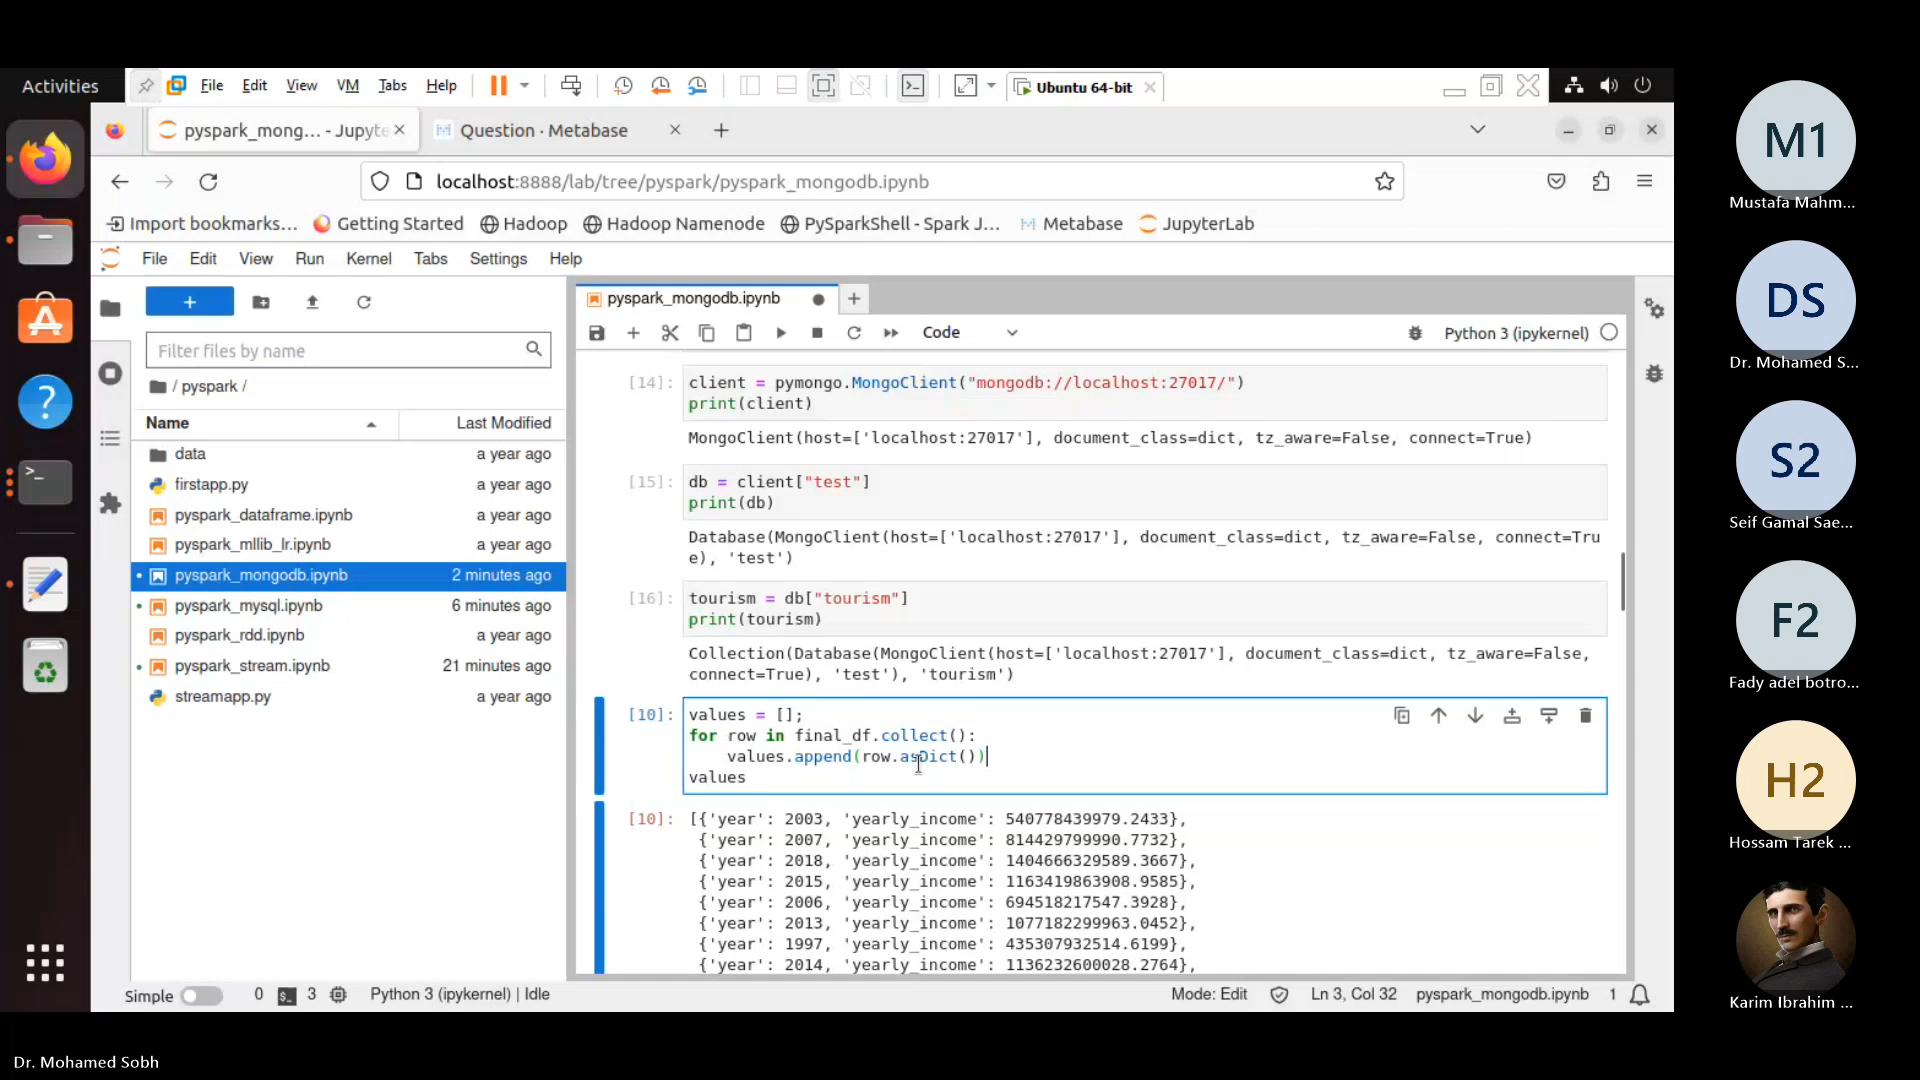 Activities
File Edit View VM Tabs Help
Ubuntu 64-bit
pyspark_mong... - Jupyte
Question · Metabase
localhost:8888/lab/tree/pyspark/pyspark_mongodb.ipynb
Import bookmarks... Getting Started Hadoop Hadoop Namenode PySparkShell - Spark J... Metabase JupyterLab
File Edit View Run Kernel Tabs Settings Help
pyspark_mongodb.ipynb
Filter files by name
Code
Python 3 (ipykernel)
/ pyspark /
Name Last Modified
data a year ago
firstapp.py a year ago
pyspark_dataframe.ipynb a year ago
pyspark_mllib_lr.ipynb a year ago
pyspark_mongodb.ipynb 2 minutes ago
pyspark_mysql.ipynb 6 minutes ago
pyspark_rdd.ipynb a year ago
pyspark_stream.ipynb 21 minutes ago
streamapp.py a year ago
[14]: client = pymongo.MongoClient("mongodb://localhost:27017/")
print(client)
MongoClient(host=['localhost:27017'], document_class=dict, tz_aware=False, connect=True)
[15]: db = client["test"]
print(db)
Database(MongoClient(host=['localhost:27017'], document_class=dict, tz_aware=False, connect=Tru
e), 'test')
[16]: tourism = db["tourism"]
print(tourism)
Collection(Database(MongoClient(host=['localhost:27017'], document_class=dict, tz_aware=False,
connect=True), 'test'), 'tourism')
[10]: values = [];
for row in final_df.collect():
values.append(row.asDict())
values
[10]: [{'year': 2003, 'yearly_income': 540778439979.2433},
{'year': 2007, 'yearly_income': 814429799990.7732},
{'year': 2018, 'yearly_income': 1404666329589.3667},
{'year': 2015, 'yearly_income': 1163419863908.9585},
{'year': 2006, 'yearly_income': 694518217547.3928},
{'year': 2013, 'yearly_income': 1077182299963.0452},
{'year': 1997, 'yearly_income': 435307932514.6199},
{'year': 2014, 'yearly_income': 1136232600028.2764},
Simple 0 3 Python 3 (ipykernel) | Idle
Mode: Edit Ln 3, Col 32 pyspark_mongodb.ipynb 1
M1
Mustafa Mahm...
DS
Dr. Mohamed S...
S2
Seif Gamal Sae...
F2
Fady adel botro...
H2
Hossam Tarek ...
Karim Ibrahim ...
Dr. Mohamed Sobh